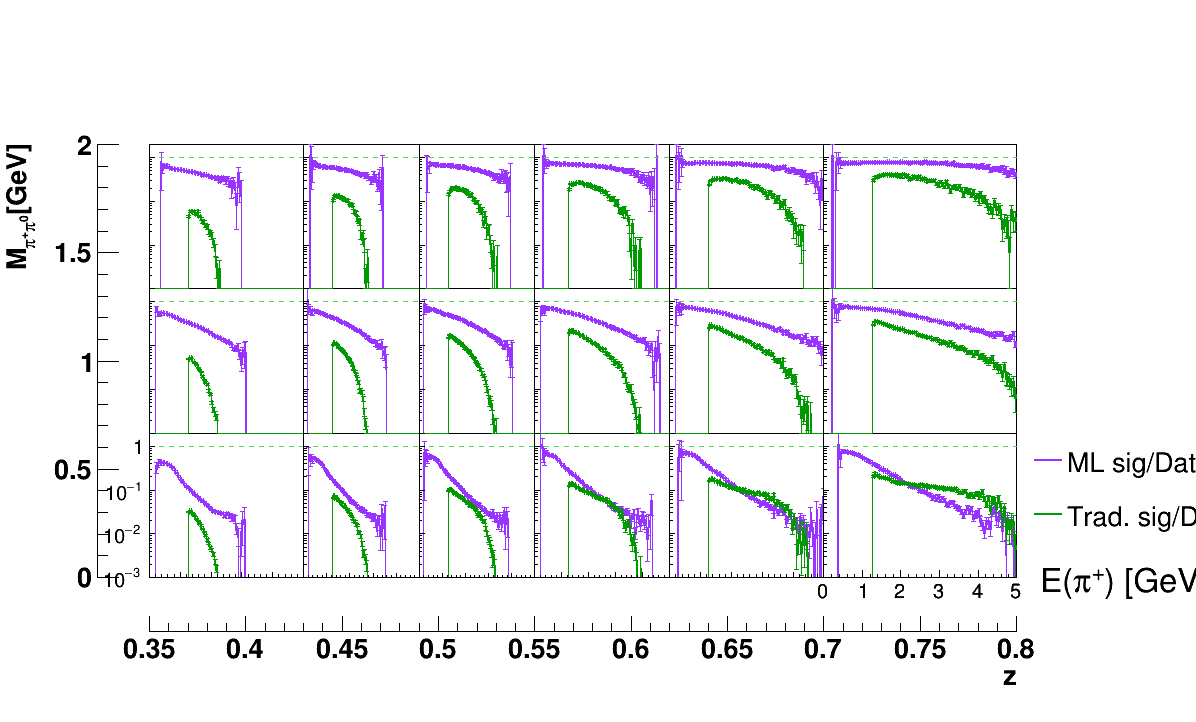 M_{π⁺π⁰}[GeV]
2
1.5
1
0.5
0
1
10⁻¹
10⁻²
10⁻³
ML sig/Dat
Trad. sig/D
E(π⁺) [GeV
0 1 2 3 4 5
0.35 0.4 0.45 0.5 0.55 0.6 0.65 0.7 0.75 0.8
z